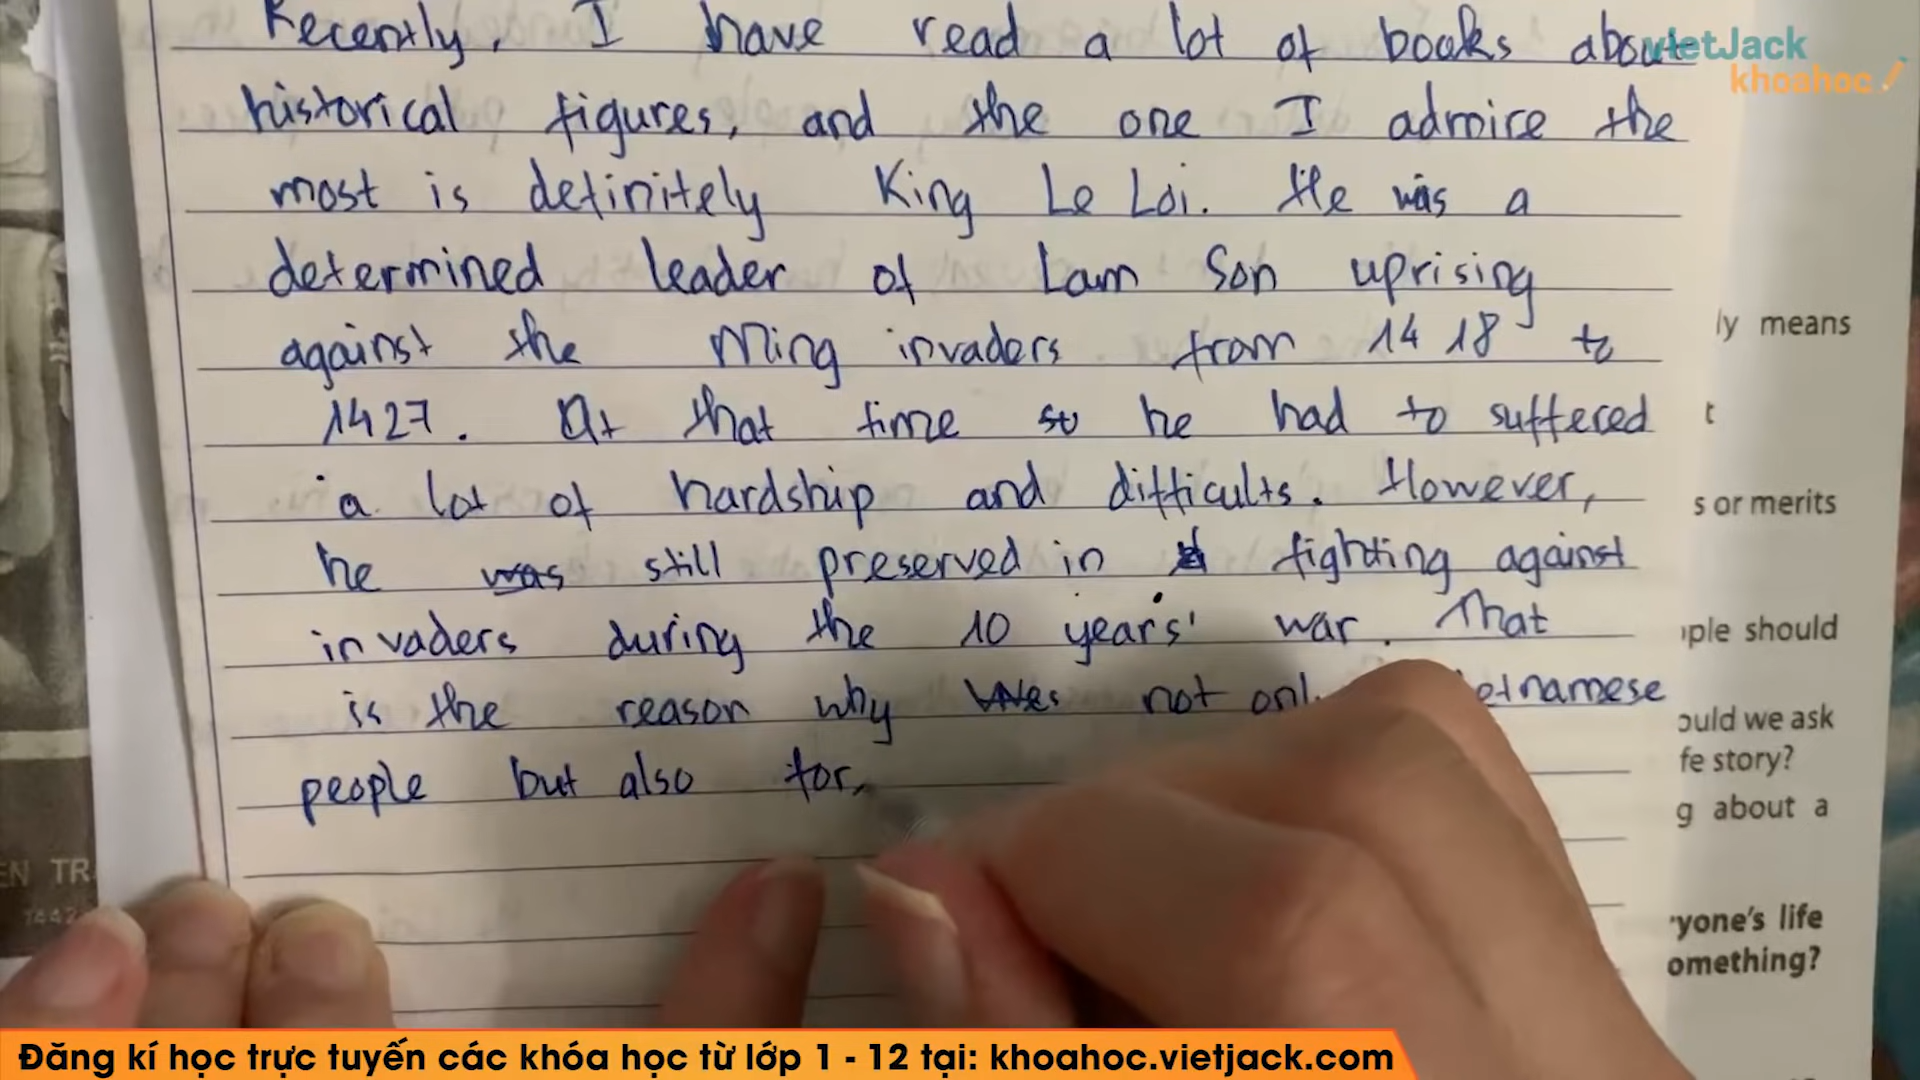 Recently, I have read a lot of books about
historical figures, and the one I admire the
most is definitely King Le Loi. He was a
determined leader of Lam Son uprising
against the Ming invaders from 1418 to
1427. At that time he had to suffered
a lot of hardship and difficults. However,
he was still preserved in fighting against
invaders during the 10 years' war. That
is the reason why not only etnamese
people but also for,
vietJack
khoahoc
ly means
t
s or merits
ple should
ould we ask
fe story?
g about a
yone's life
omething?
EN TR
1442
Đăng kí học trực tuyến các khóa học từ lớp 1 - 12 tại: khoahoc.vietjack.com